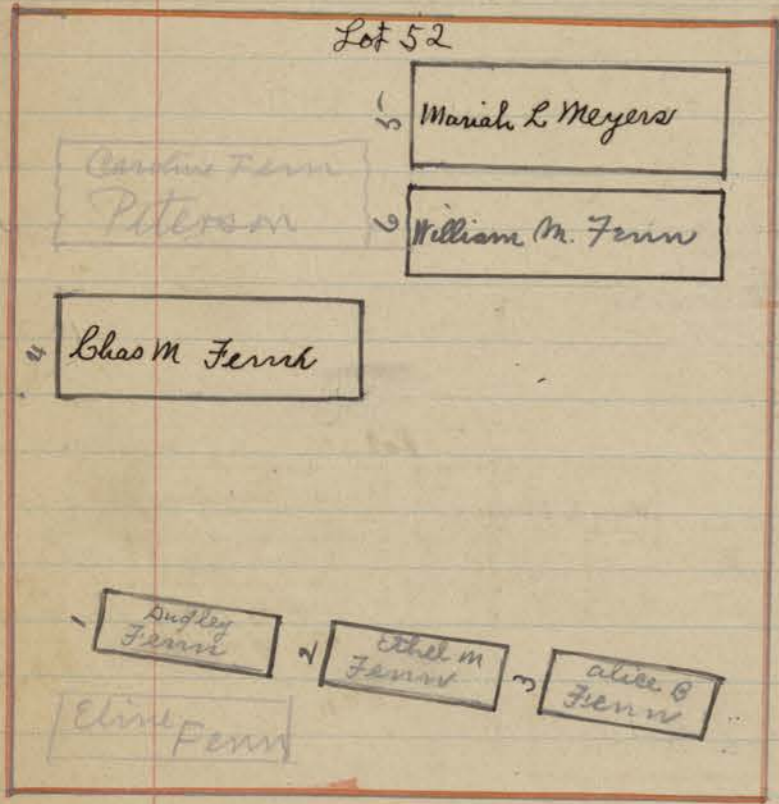 Lot 52
5
Mariah L Meyers
Caroline Fenn
Peterson
6
William M. Fenn
4
Chas M Fenn
1
Dugley
Fenn
2
Ethel M
Fenn
3
alice B
Fenn
Eline Fenn